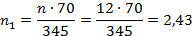 n₁ = n · 70 / 345 = 12 · 70 / 345 = 2,43